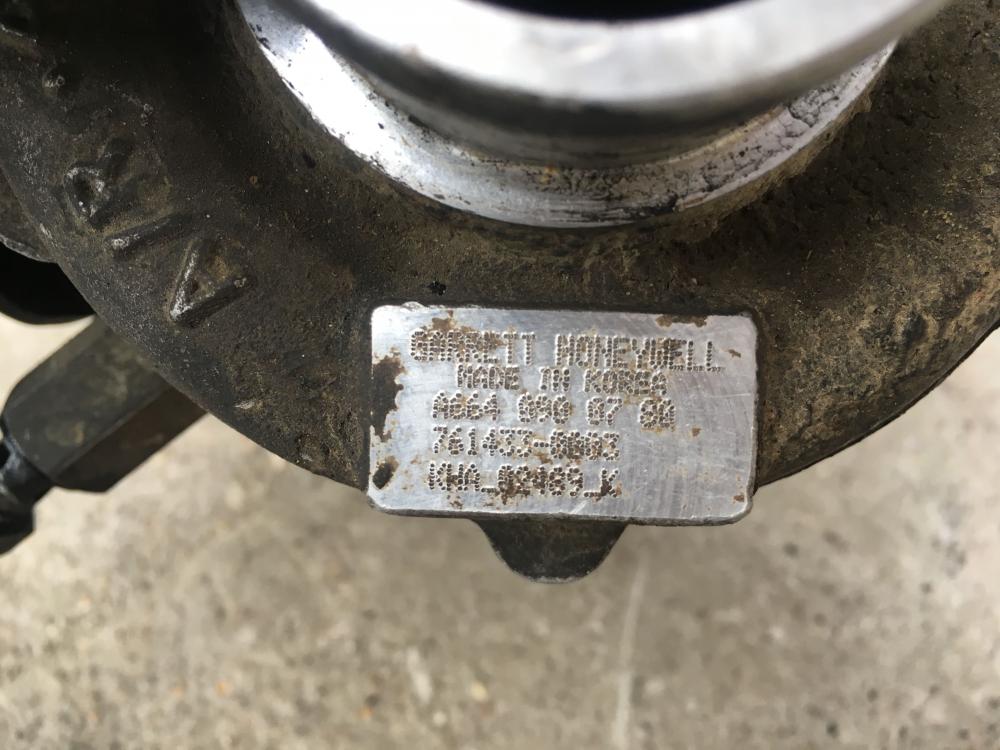 GARRETT HONEYWELL
MADE IN KOREA
A664 090 07 80
761433-0003